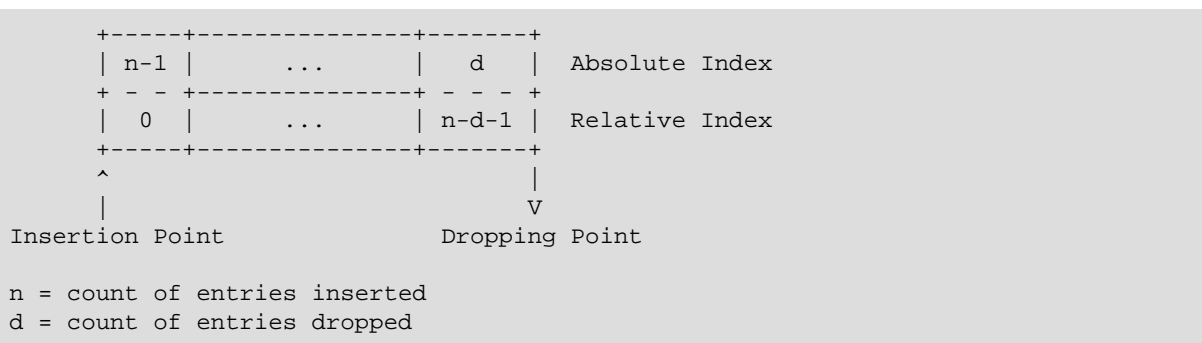 +-----+---------------+-------+
| n-1 |      ...      |   d   | Absolute Index
+ - - +---------------+ - - - +
|  0  |      ...      | n-d-1 | Relative Index
+-----+---------------+-------+
^                             |
|                             V
Insertion Point               Dropping Point
n = count of entries inserted
d = count of entries dropped